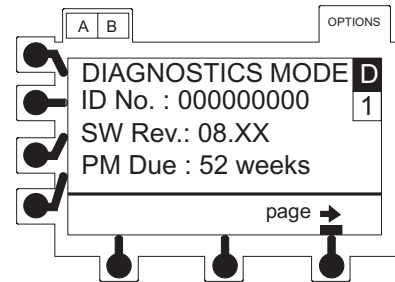 A B
OPTIONS
DIAGNOSTICS MODE D
ID No. : 000000000 1
SW Rev.: 08.XX
PM Due : 52 weeks
page